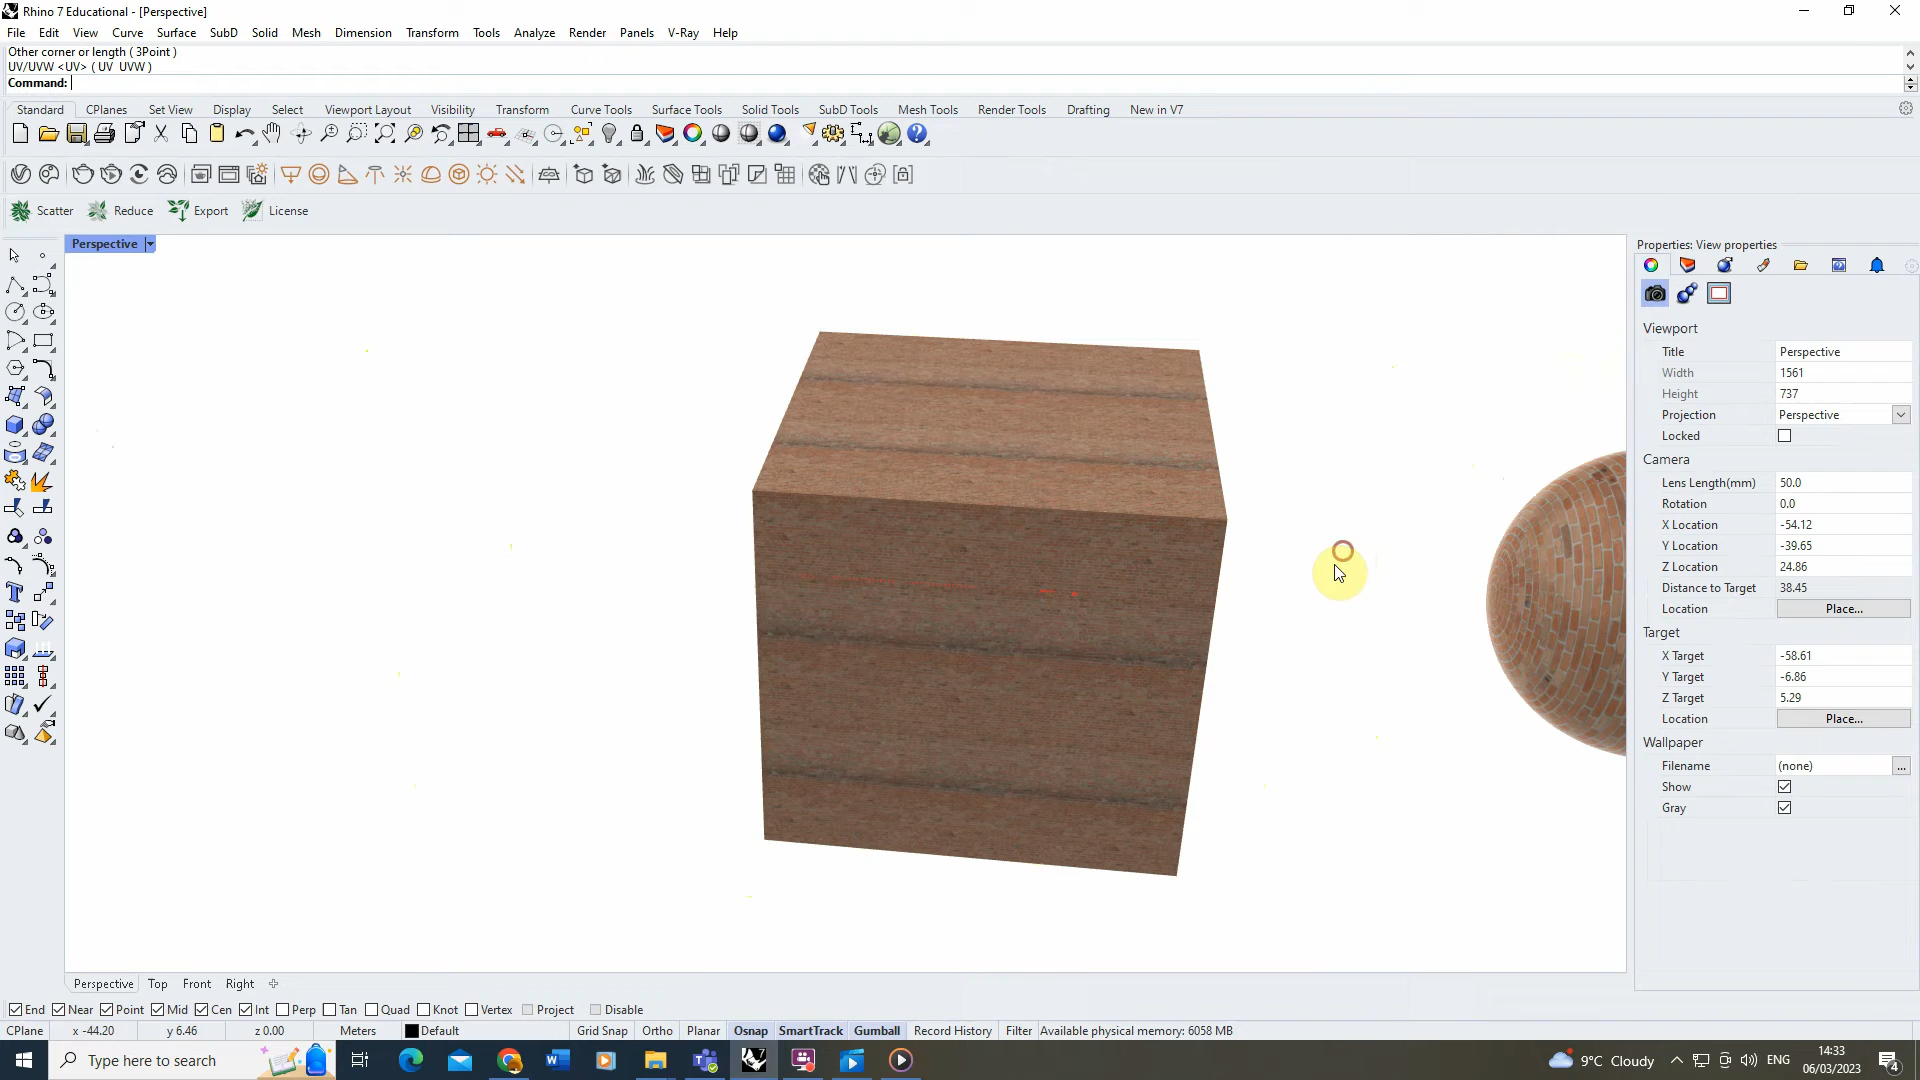 Rhino 7 Educational - [Perspective]
File Edit View Curve Surface SubD Solid Mesh Dimension Transform Tools Analyze Render Panels V-Ray Help
Other corner or length ( 3Point )
UV/UVW <UV> ( UV UVW )
Command:
Standard CPlanes Set View Display Select Viewport Layout Visibility Transform Curve Tools Surface Tools Solid Tools SubD Tools Mesh Tools Render Tools Drafting New in V7
Scatter Reduce Export License
Perspective
Properties: View properties
Viewport
Title Perspective
Width 1561
Height 737
Projection Perspective
Locked
Camera
Lens Length(mm) 50.0
Rotation 0.0
X Location -54.12
Y Location -39.65
Z Location 24.86
Distance to Target 38.45
Location Place...
Target
X Target -58.61
Y Target -6.86
Z Target 5.29
Location Place...
Wallpaper
Filename (none) ...
Show
Gray
Perspective Top Front Right
End Near Point Mid Cen Int Perp Tan Quad Knot Vertex Project Disable
CPlane x -44.20 y 6.46 z 0.00 Meters Default Grid Snap Ortho Planar Osnap SmartTrack Gumball Record History Filter Available physical memory: 6058 MB
Type here to search
9°C Cloudy
ENG
14:33
06/03/2023
4